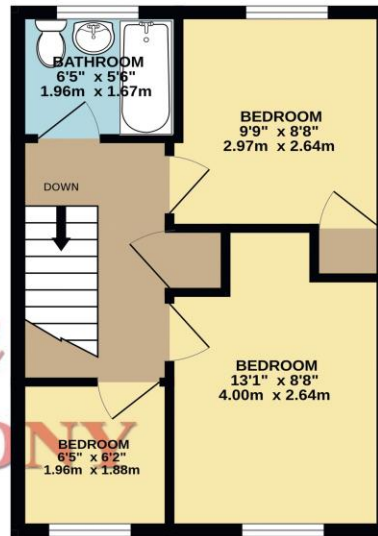 BATHROOM
6'5" x 5'6"
1.96m x 1.67m
BEDROOM
9'9" x 8'8"
2.97m x 2.64m
DOWN
BEDROOM
13'1" x 8'8"
4.00m x 2.64m
BEDROOM
6'5" x 6'2"
1.96m x 1.88m